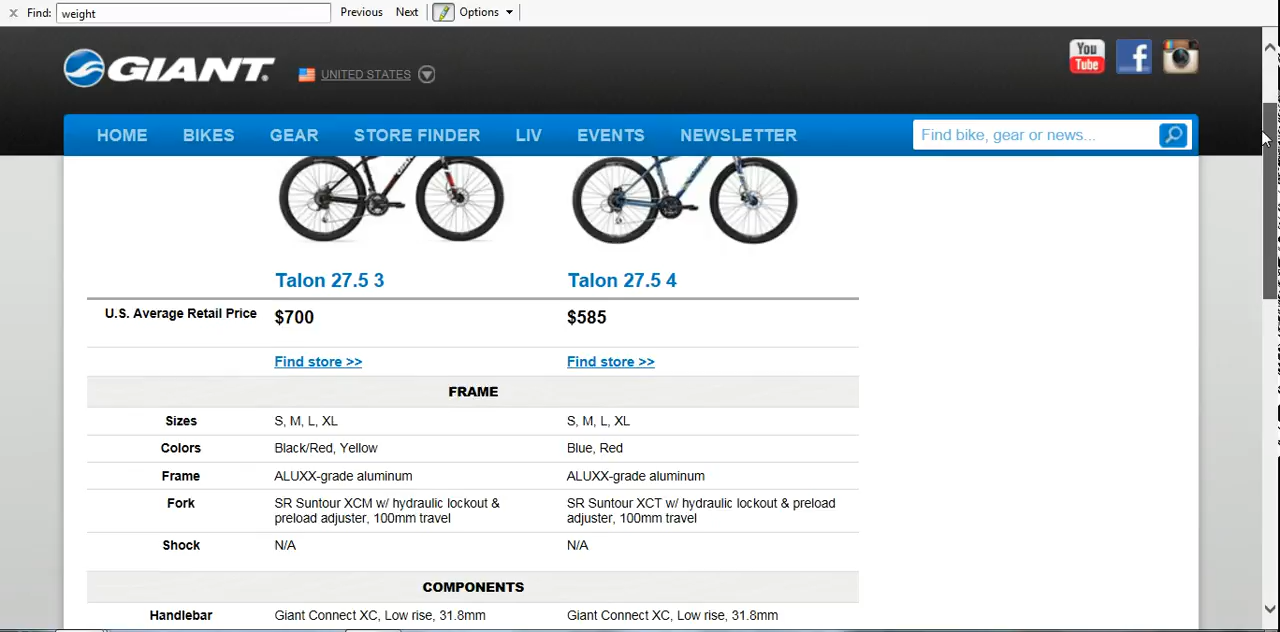 x Find: weight Previous Next Options
GIANT. UNITED STATES You Tube f
HOME BIKES GEAR STORE FINDER LIV EVENTS NEWSLETTER Find bike, gear or news...
Talon 27.5 3 Talon 27.5 4
U.S. Average Retail Price $700 $585
Find store >> Find store >>
FRAME
Sizes S, M, L, XL S, M, L, XL
Colors Black/Red, Yellow Blue, Red
Frame ALUXX-grade aluminum ALUXX-grade aluminum
Fork SR Suntour XCM w/ hydraulic lockout & SR Suntour XCT w/ hydraulic lockout & preload
preload adjuster, 100mm travel adjuster, 100mm travel
Shock N/A N/A
COMPONENTS
Handlebar Giant Connect XC, Low rise, 31.8mm Giant Connect XC, Low rise, 31.8mm